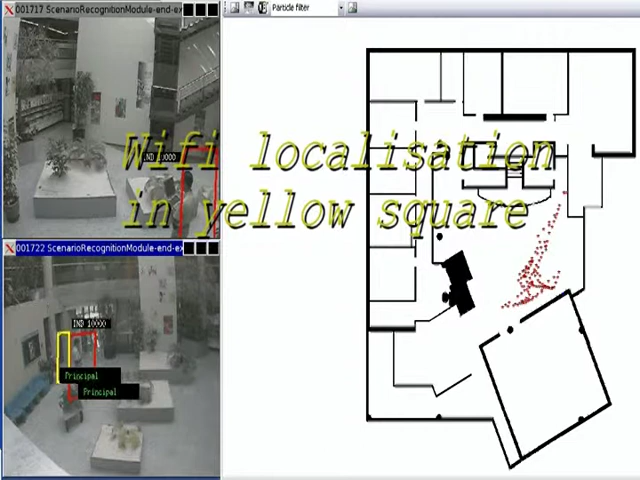 001717 ScenarioRecognitionModule-end-ex
Particle filter
IND 10000
Wifi localisation
in yellow square
001722 ScenarioRecognitionModule-end-ex
IND 10000
Principal
Principal